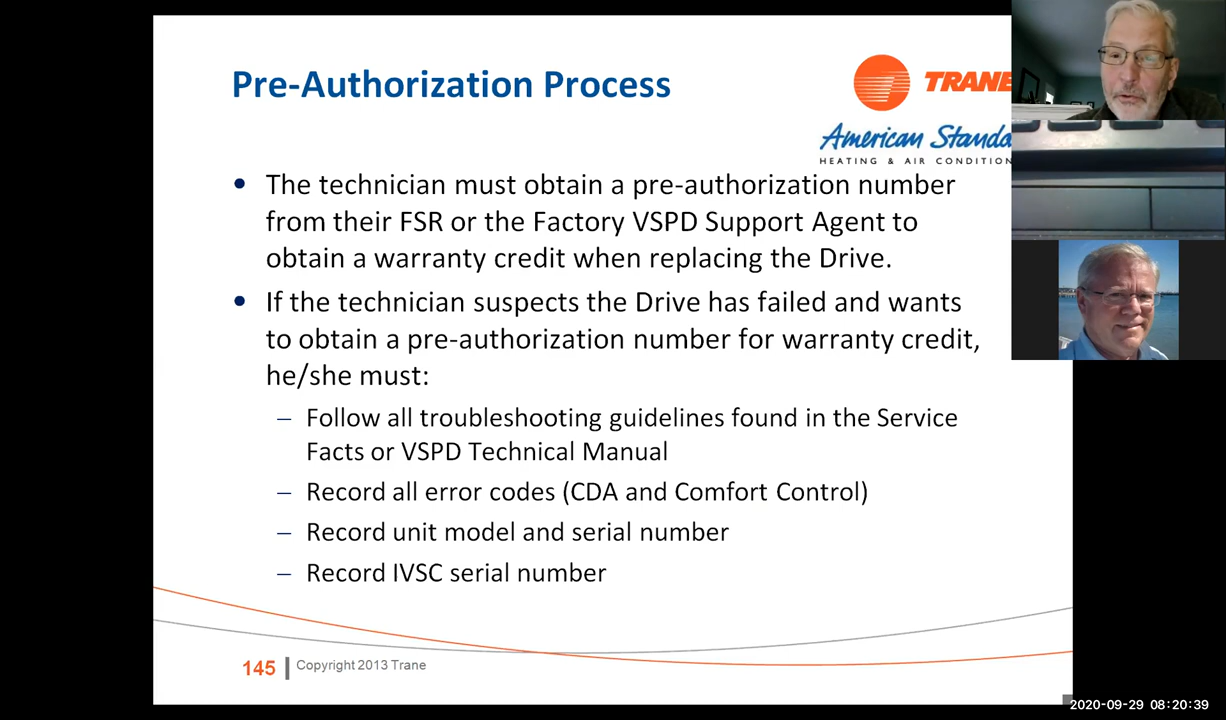 Pre-Authorization Process
TRANE
American Standa
HEATING & AIR CONDITION
• The technician must obtain a pre-authorization number
from their FSR or the Factory VSPD Support Agent to
obtain a warranty credit when replacing the Drive.
• If the technician suspects the Drive has failed and wants
to obtain a pre-authorization number for warranty credit,
he/she must:
– Follow all troubleshooting guidelines found in the Service
Facts or VSPD Technical Manual
– Record all error codes (CDA and Comfort Control)
– Record unit model and serial number
– Record IVSC serial number
145 Copyright 2013 Trane
2020-09-29 08:20:39